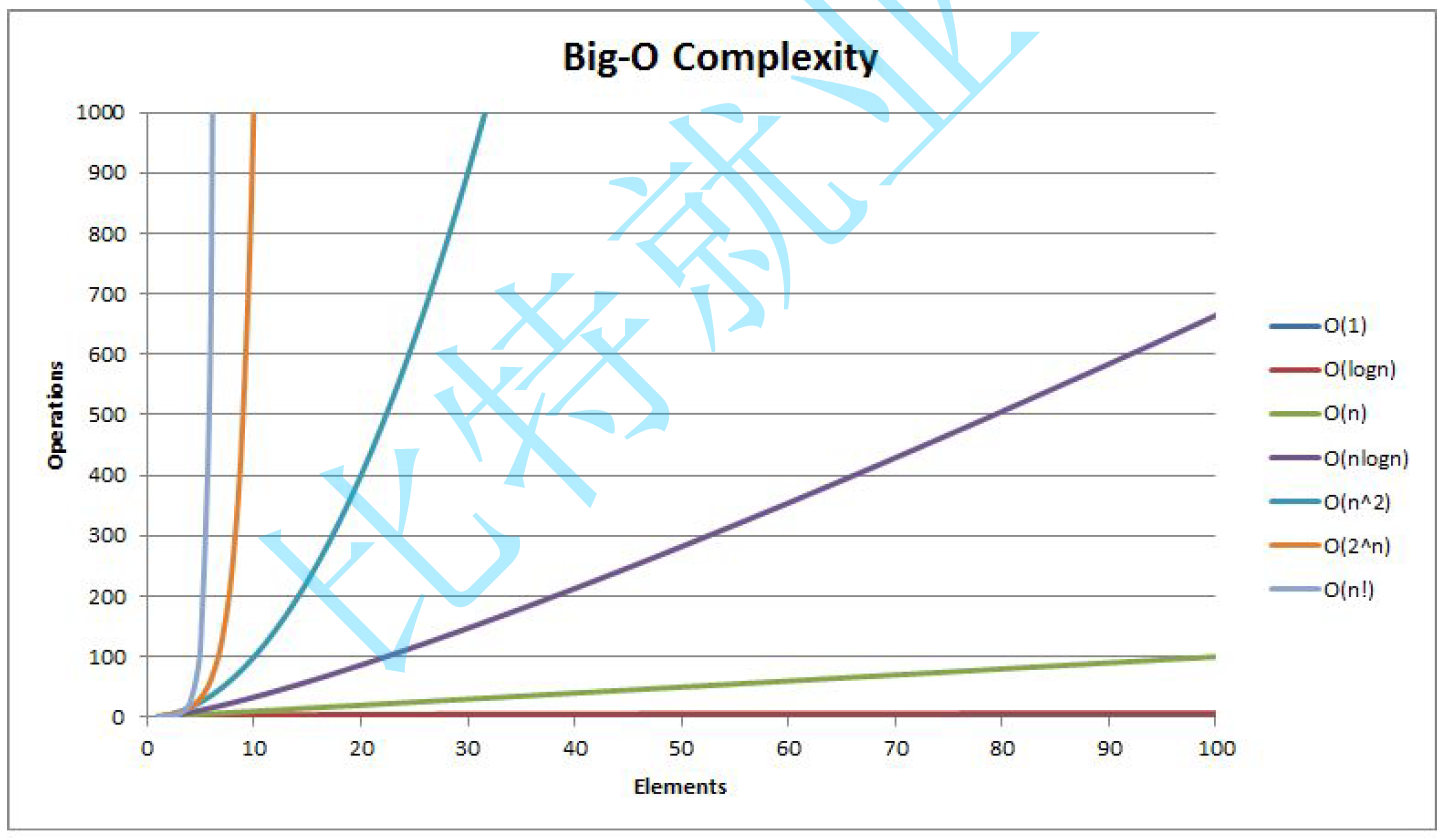 Big-O Complexity
1000
900
800
700
600
500
400
300
200
100
0
Operations
0 10 20 30 40 50 60 70 80 90 100
Elements
O(1)
O(logn)
O(n)
O(nlogn)
O(n^2)
O(2^n)
O(n!)
比特就业